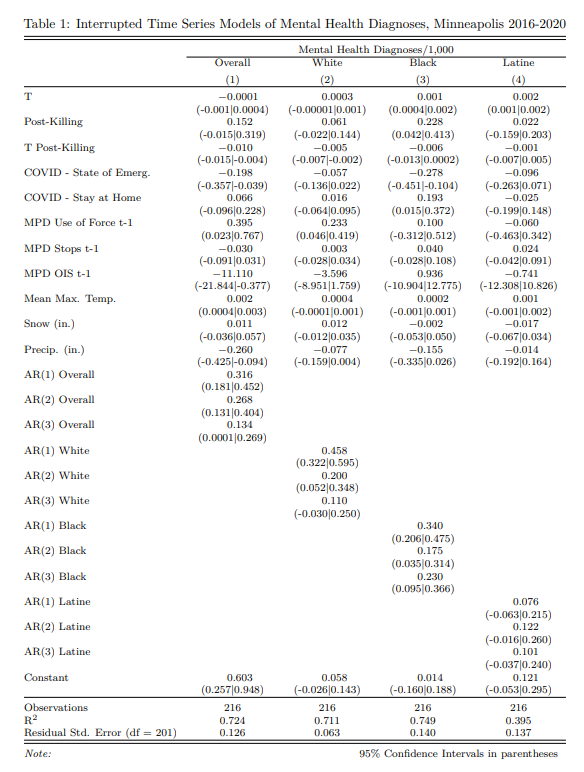 Table 1: Interrupted Time Series Models of Mental Health Diagnoses, Minneapolis 2016-2020
Mental Health Diagnoses/1,000
Overall White Black Latine
(1) (2) (3) (4)
T −0.0001 0.0003 0.001 0.002
(-0.001|0.0004) (-0.00001|0.001) (0.0004|0.002) (0.001|0.002)
Post-Killing 0.152 0.061 0.228 0.022
(-0.015|0.319) (-0.022|0.144) (0.042|0.413) (-0.159|0.203)
T Post-Killing −0.010 −0.005 −0.006 −0.001
(-0.015|-0.004) (-0.007|-0.002) (-0.013|0.0002) (-0.007|0.005)
COVID - State of Emerg. −0.198 −0.057 −0.278 −0.096
(-0.357|-0.039) (-0.136|0.022) (-0.451|-0.104) (-0.263|0.071)
COVID - Stay at Home 0.066 0.016 0.193 −0.025
(-0.096|0.228) (-0.064|0.095) (0.015|0.372) (-0.199|0.148)
MPD Use of Force t-1 0.395 0.233 0.100 −0.060
(0.023|0.767) (0.046|0.419) (-0.312|0.512) (-0.463|0.342)
MPD Stops t-1 −0.030 0.003 0.040 0.024
(-0.091|0.031) (-0.028|0.034) (-0.028|0.108) (-0.042|0.091)
MPD OIS t-1 −11.110 −3.596 0.936 −0.741
(-21.844|-0.377) (-8.951|1.759) (-10.904|12.775) (-12.308|10.826)
Mean Max. Temp. 0.002 0.0004 0.0002 0.001
(0.0004|0.003) (-0.0001|0.001) (-0.001|0.001) (-0.001|0.002)
Snow (in.) 0.011 0.012 −0.002 −0.017
(-0.036|0.057) (-0.012|0.035) (-0.053|0.050) (-0.067|0.034)
Precip. (in.) −0.260 −0.077 −0.155 −0.014
(-0.425|-0.094) (-0.159|0.004) (-0.335|0.026) (-0.192|0.164)
AR(1) Overall 0.316
(0.181|0.452)
AR(2) Overall 0.268
(0.131|0.404)
AR(3) Overall 0.134
(0.0001|0.269)
AR(1) White 0.458
(0.322|0.595)
AR(2) White 0.200
(0.052|0.348)
AR(3) White 0.110
(-0.030|0.250)
AR(1) Black 0.340
(0.206|0.475)
AR(2) Black 0.175
(0.035|0.314)
AR(3) Black 0.230
(0.095|0.366)
AR(1) Latine 0.076
(-0.063|0.215)
AR(2) Latine 0.122
(-0.016|0.260)
AR(3) Latine 0.101
(-0.037|0.240)
Constant 0.603 0.058 0.014 0.121
(0.257|0.948) (-0.026|0.143) (-0.160|0.188) (-0.053|0.295)
Observations 216 216 216 216
R² 0.724 0.711 0.749 0.395
Residual Std. Error (df = 201) 0.126 0.063 0.140 0.137
Note: 95% Confidence Intervals in parentheses